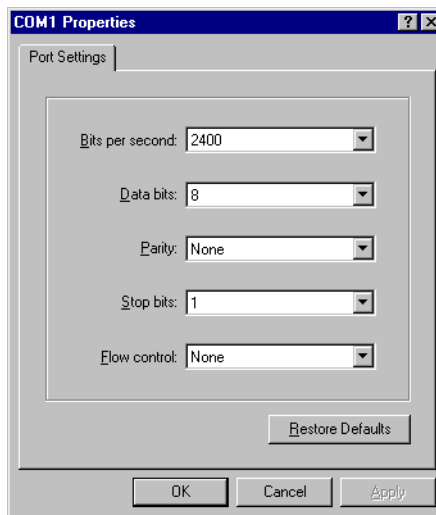 COM1 Properties
Port Settings
Bits per second: 2400
Data bits: 8
Parity: None
Stop bits: 1
Flow control: None
Restore Defaults
OK Cancel Apply